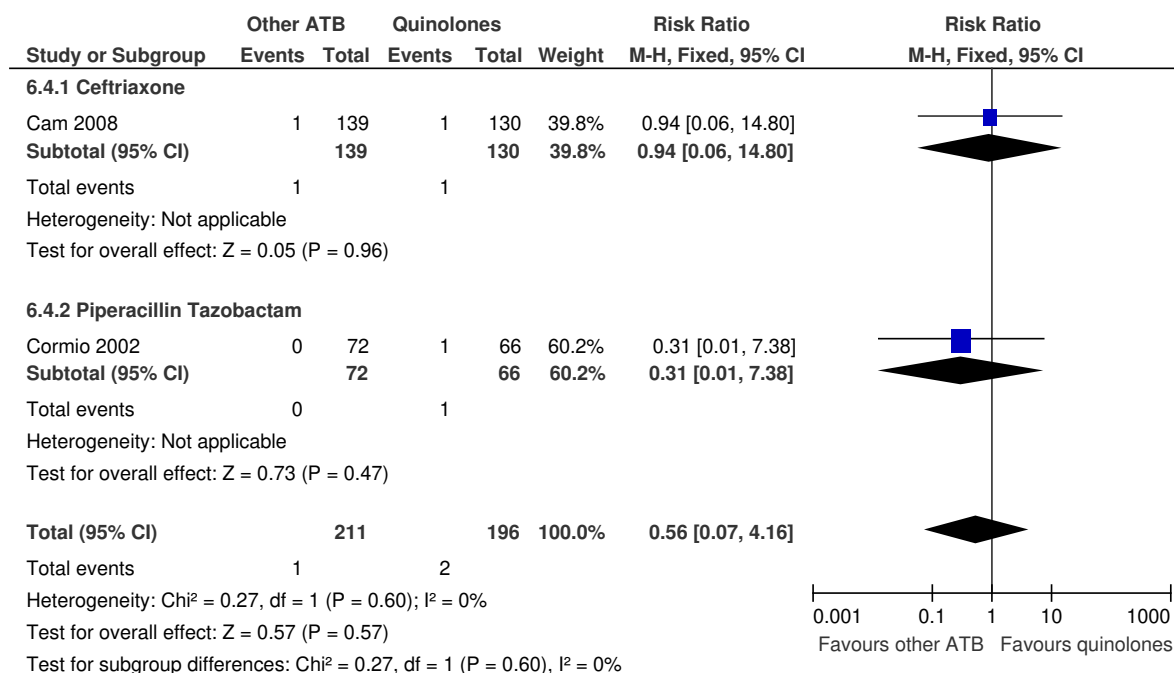 Other ATB Quinolones Risk Ratio Risk Ratio
Study or Subgroup Events Total Events Total Weight M-H, Fixed, 95% CI M-H, Fixed, 95% CI
6.4.1 Ceftriaxone
Cam 2008 1 139 1 130 39.8% 0.94 [0.06, 14.80]
Subtotal (95% CI) 139 130 39.8% 0.94 [0.06, 14.80]
Total events 1 1
Heterogeneity: Not applicable
Test for overall effect: Z = 0.05 (P = 0.96)
6.4.2 Piperacillin Tazobactam
Cormio 2002 0 72 1 66 60.2% 0.31 [0.01, 7.38]
Subtotal (95% CI) 72 66 60.2% 0.31 [0.01, 7.38]
Total events 0 1
Heterogeneity: Not applicable
Test for overall effect: Z = 0.73 (P = 0.47)
Total (95% CI) 211 196 100.0% 0.56 [0.07, 4.16]
Total events 1 2
Heterogeneity: Chi² = 0.27, df = 1 (P = 0.60); I² = 0%
Test for overall effect: Z = 0.57 (P = 0.57)
Test for subgroup differences: Chi² = 0.27, df = 1 (P = 0.60), I² = 0%
0.001 0.1 1 10 1000
Favours other ATB Favours quinolones